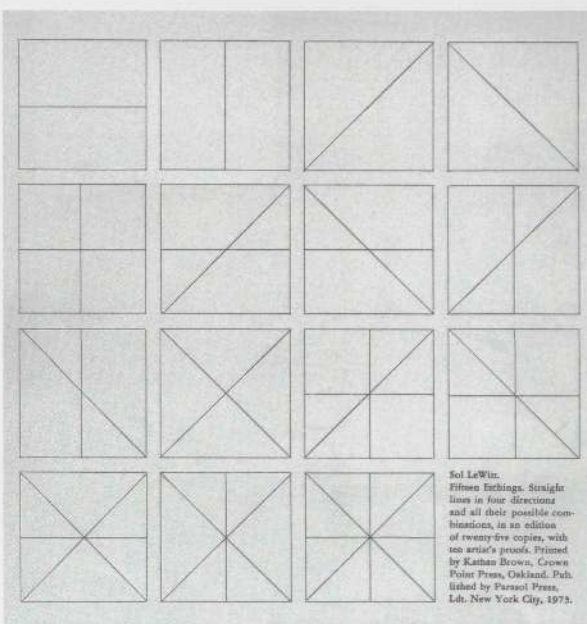 Sol LeWitt.
Fifteen Etchings. Straight
lines in four directions
and all their possible com-
binations, in an edition
of twenty-five copies, with
ten artist's proofs. Printed
by Kathan Brown, Crown
Point Press, Oakland. Pub-
lished by Parasol Press,
Ldt. New York City, 1973.